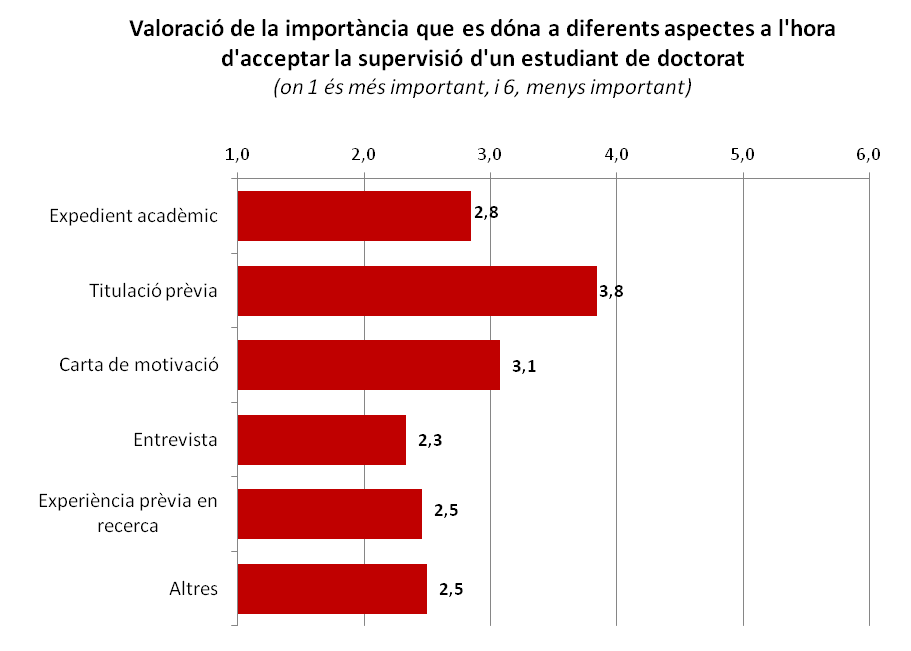 Valoració de la importància que es dóna a diferents aspectes a l'hora
d'acceptar la supervisió d'un estudiant de doctorat
(on 1 és més important, i 6, menys important)
1,0 2,0 3,0 4,0 5,0 6,0
Expedient acadèmic 2,8
Titulació prèvia 3,8
Carta de motivació 3,1
Entrevista 2,3
Experiència prèvia en
recerca 2,5
Altres 2,5